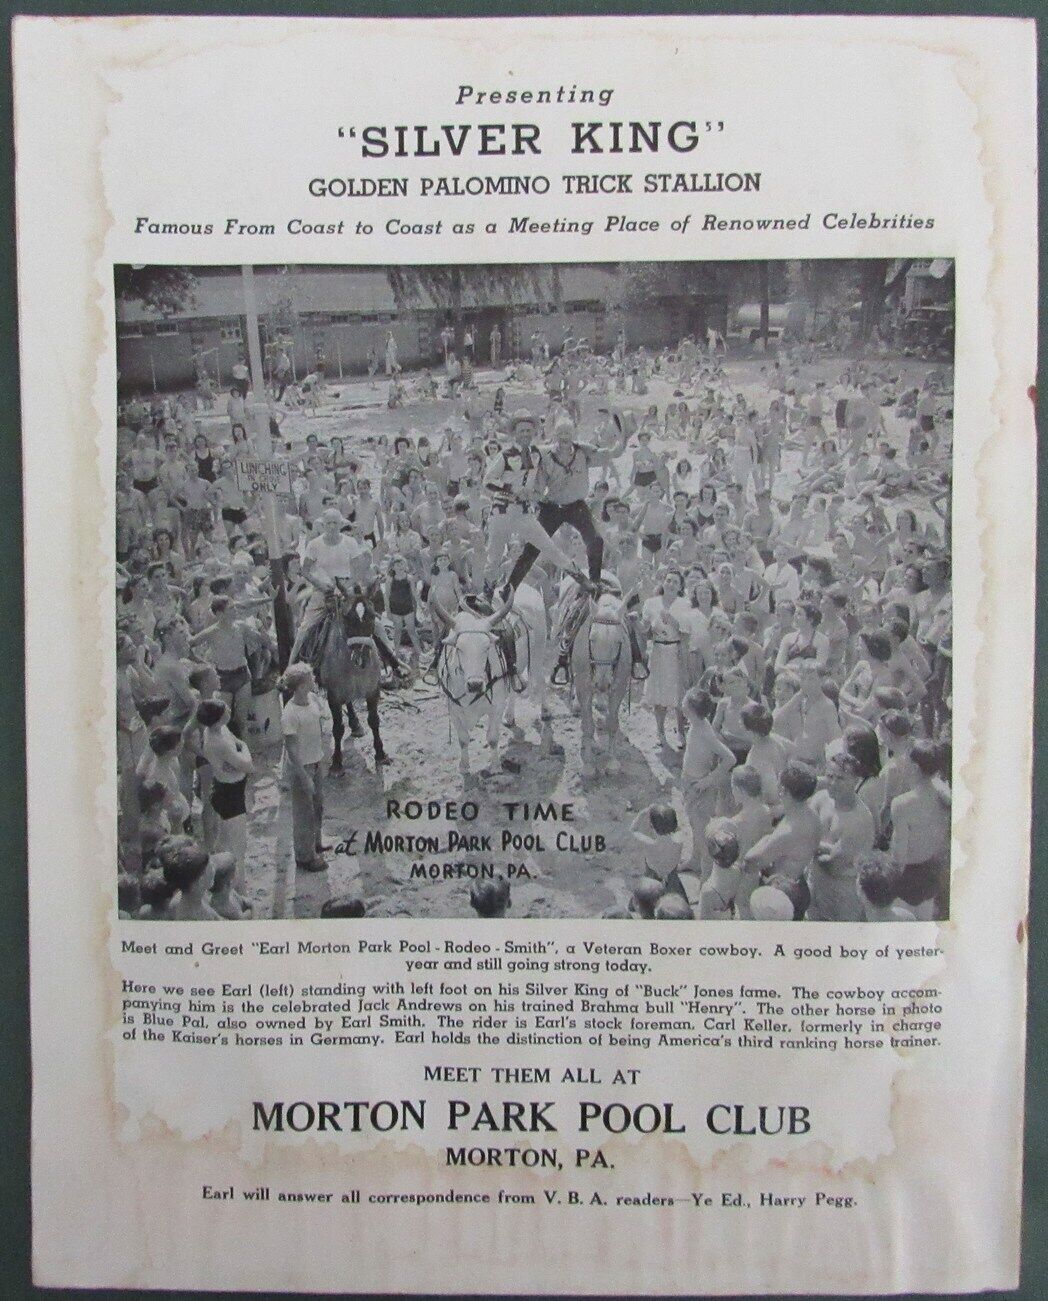 Presenting
"SILVER KING"
GOLDEN PALOMINO TRICK STALLION
Famous From Coast to Coast as a Meeting Place of Renowned Celebrities
LUNCHING
ONLY
RODEO TIME
at MORTON PARK POOL CLUB
MORTON, PA.
Meet and Greet "Earl Morton Park Pool - Rodeo - Smith", a Veteran Boxer cowboy. A good boy of yester-
year and still going strong today.
Here we see Earl (left) standing with left foot on his Silver King of "Buck" Jones fame. The cowboy accom-
panying him is the celebrated Jack Andrews on his trained Brahma bull "Henry". The other horse in photo
is Blue Pal, also owned by Earl Smith. The rider is Earl's stock foreman, Carl Keller, formerly in charge
of the Kaiser's horses in Germany. Earl holds the distinction of being America's third ranking horse trainer.
MEET THEM ALL AT
MORTON PARK POOL CLUB
MORTON, PA.
Earl will answer all correspondence from V. B. A. readers—Ye Ed., Harry Pegg.